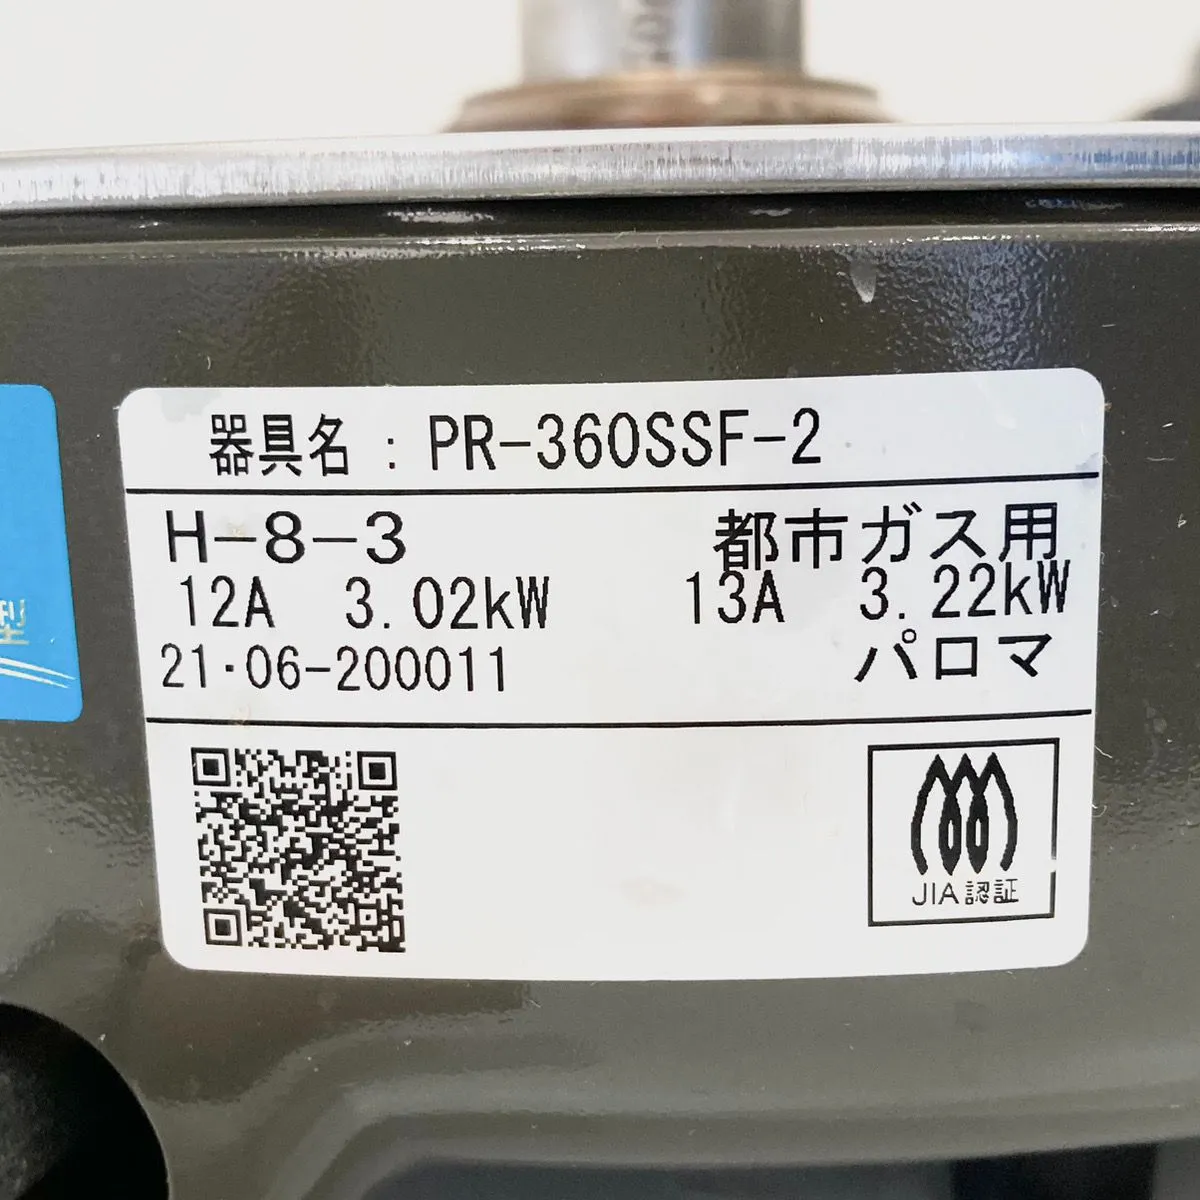 器具名 : PR-360SSF-2
H-8-3 都市ガス用
12A 3.02kW 13A 3.22kW
21・06-200011 パロマ
型
JIA認証